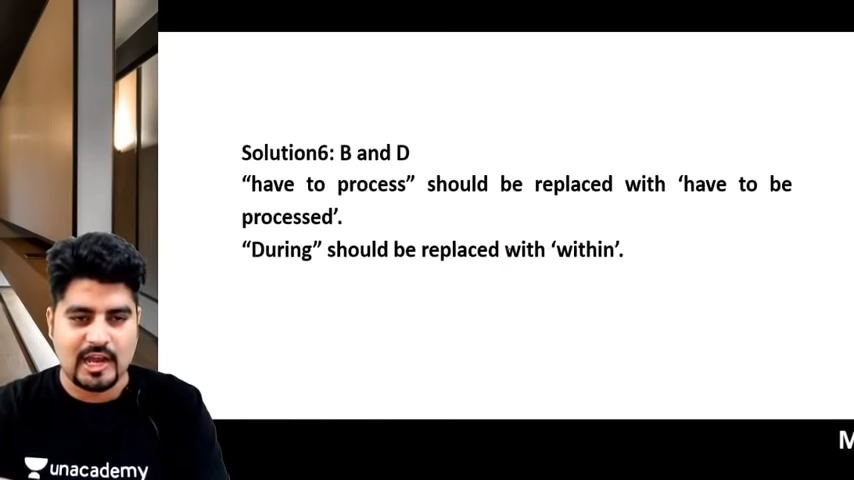 Solution6: B and D
“have to process” should be replaced with ‘have to be
processed’.
“During” should be replaced with ‘within’.
M
unacademy